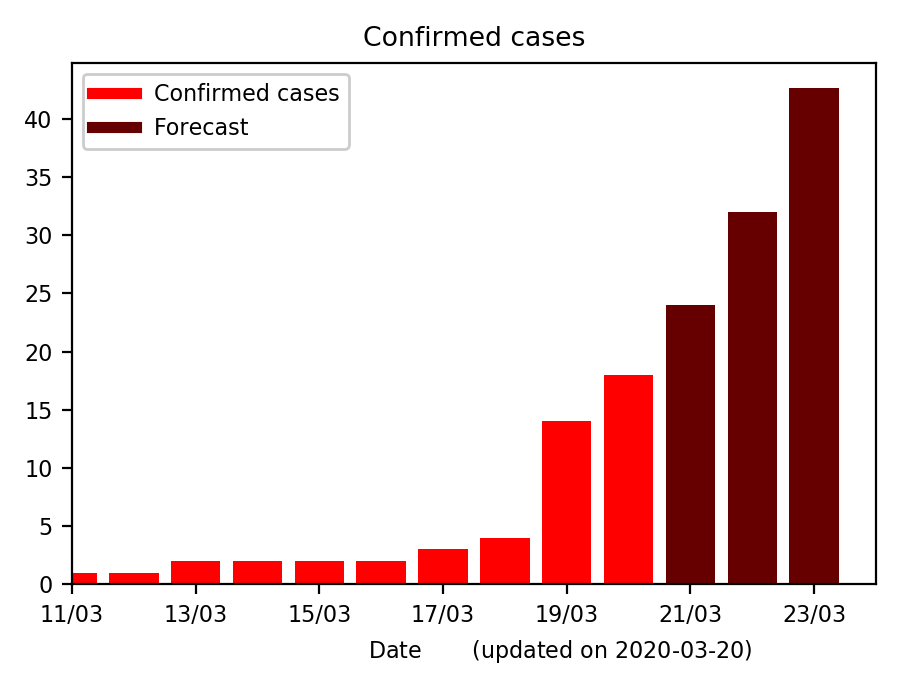 Confirmed cases
Confirmed cases
Forecast
40
35
30
25
20
15
10
5
0
11/03 13/03 15/03 17/03 19/03 21/03 23/03
Date (updated on 2020-03-20)